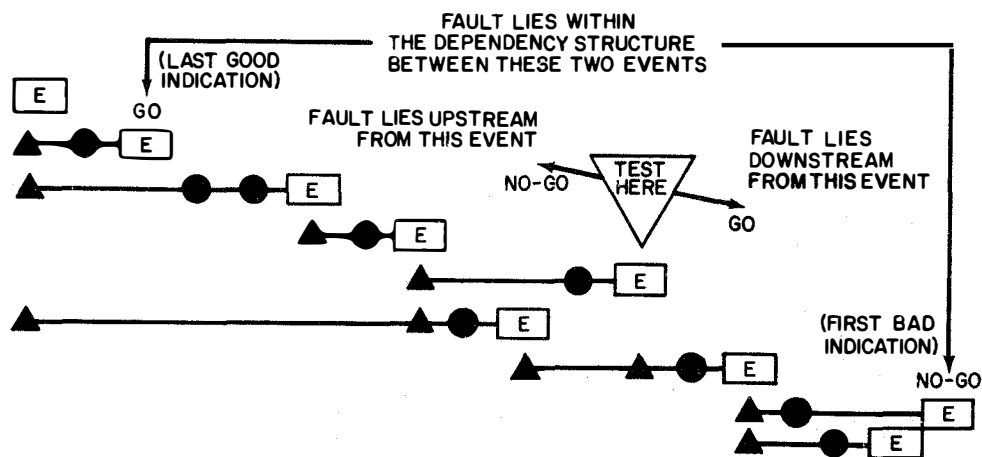 FAULT LIES WITHIN
THE DEPENDENCY STRUCTURE
BETWEEN THESE TWO EVENTS
(LAST GOOD
INDICATION)
E
GO
E
FAULT LIES UPSTREAM
FROM THIS EVENT
NO-GO
TEST
HERE
GO
FAULT LIES
DOWNSTREAM
FROM THIS EVENT
E
E
E
E
(FIRST BAD
INDICATION)
NO-GO
E
E
E